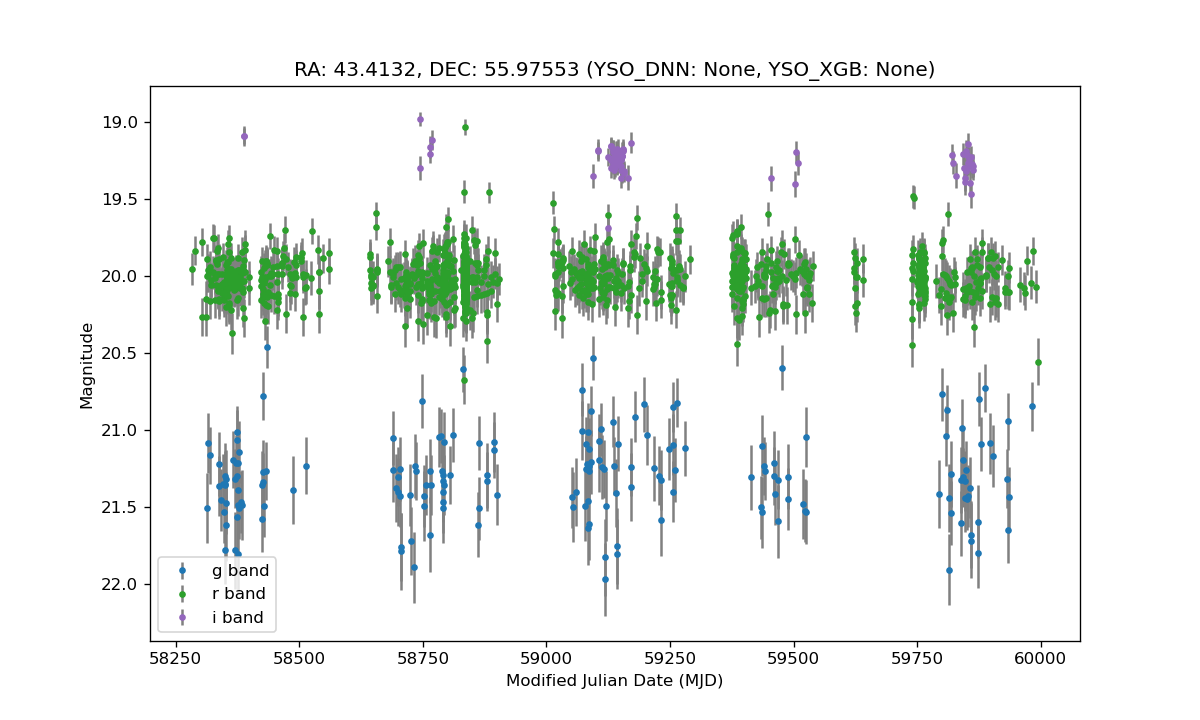 RA: 43.4132, DEC: 55.97553 (YSO_DNN: None, YSO_XGB: None)
19.0
19.5
20.0
20.5
21.0
21.5
22.0
Magnitude
g band
r band
i band
58250 58500 58750 59000 59250 59500 59750 60000
Modified Julian Date (MJD)